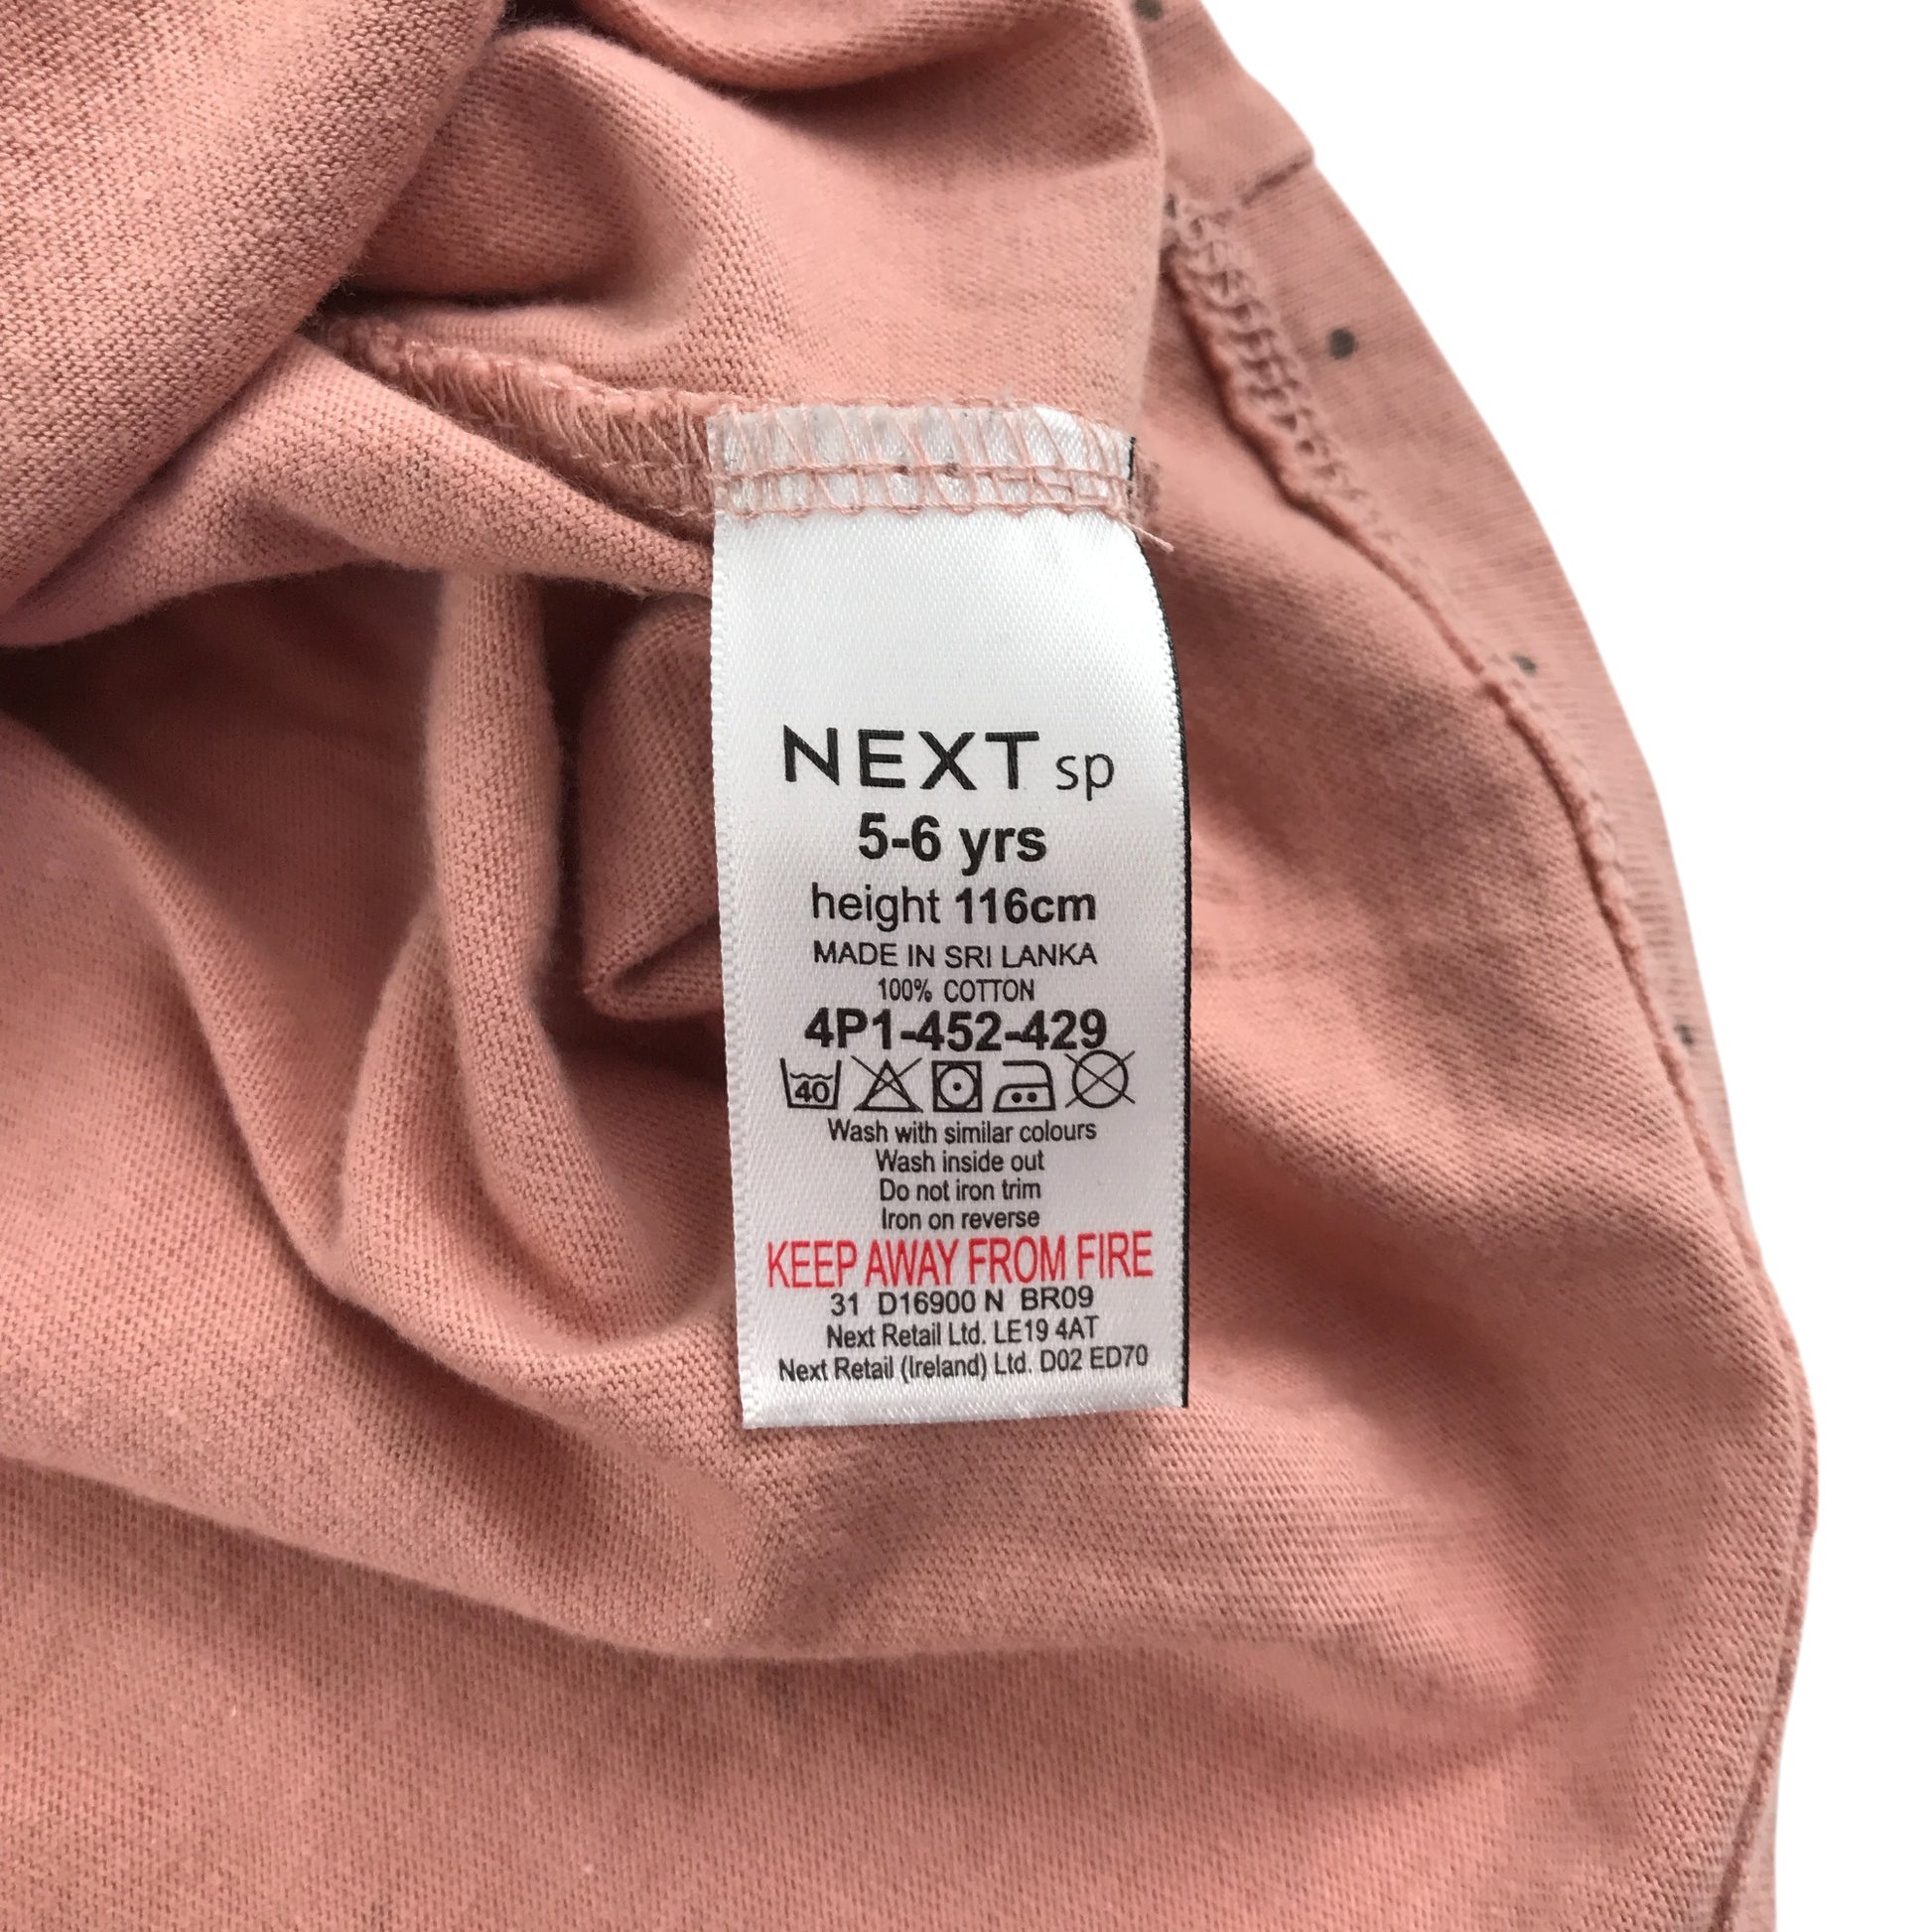 NEXT sp
5-6 yrs
height 116cm
MADE IN SRI LANKA
100% COTTON
4P1-452-429
40
Wash with similar colours
Wash inside out
Do not iron trim
Iron on reverse
KEEP AWAY FROM FIRE
31 D16900 N BR09
Next Retail Ltd. LE19 4AT
Next Retail (Ireland) Ltd. D02 ED70